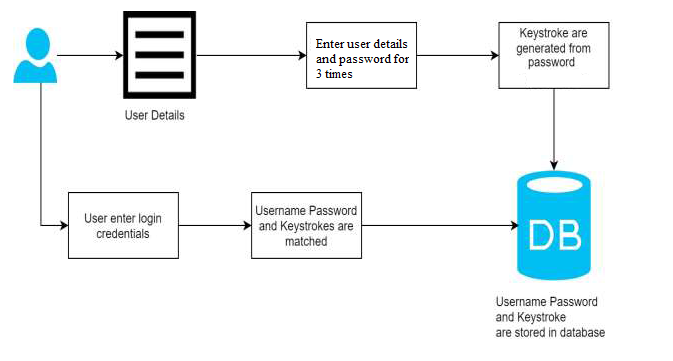 Enter user details
and password for
3 times
Keystroke are
generated from
password
User Details
User enter login
credentials
Username Password
and Keystrokes are
matched
DB
Username Password
and Keystroke
are stored in database